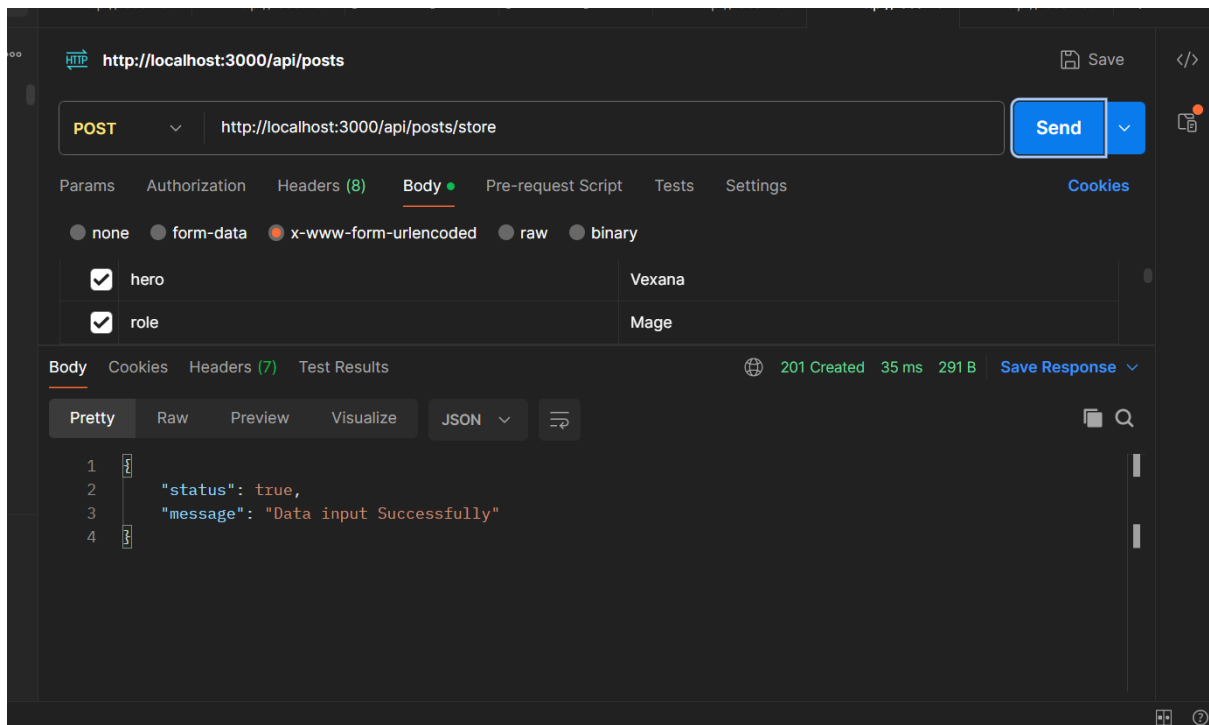 HTTP http://localhost:3000/api/posts Save </>
POST http://localhost:3000/api/posts/store Send
Params Authorization Headers (8) Body Pre-request Script Tests Settings Cookies
none form-data x-www-form-urlencoded raw binary
hero Vexana
role Mage
Body Cookies Headers (7) Test Results 201 Created 35 ms 291 B Save Response
Pretty Raw Preview Visualize JSON
1 {
2 "status": true,
3 "message": "Data input Successfully"
4 }